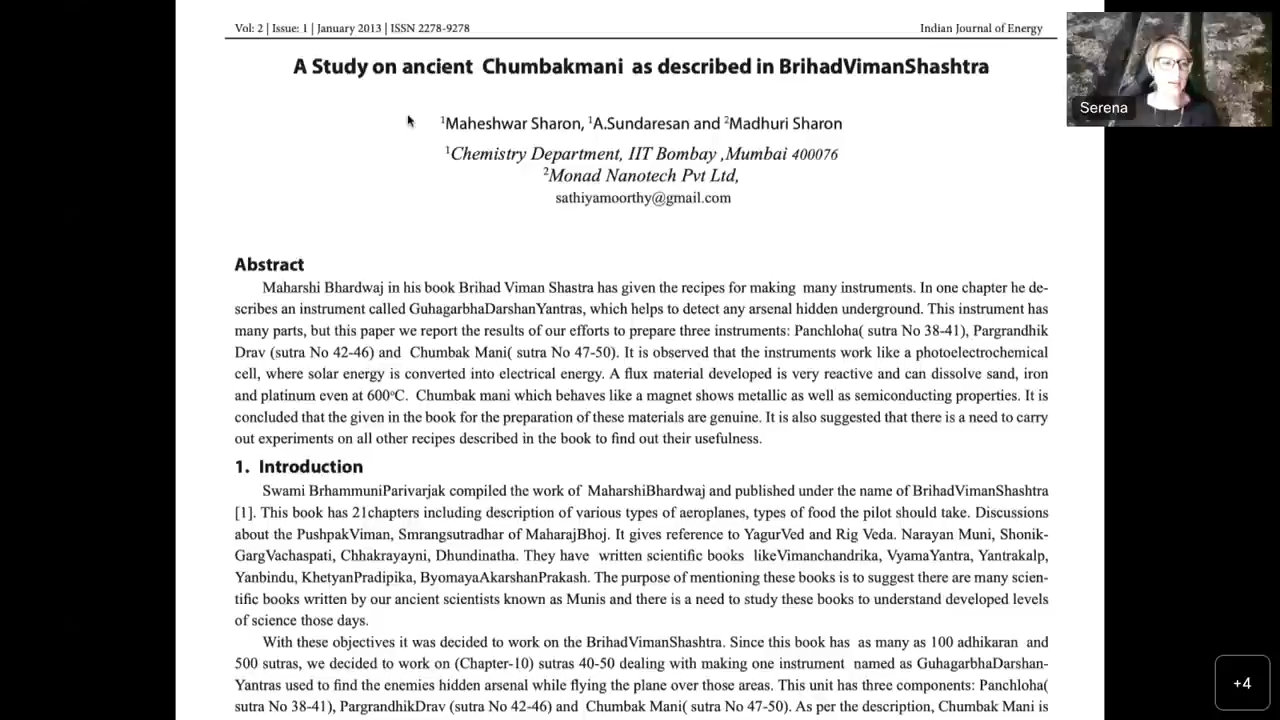 Vol: 2 | Issue: 1 | January 2013 | ISSN 2278-9278
Indian Journal of Energy
A Study on ancient Chumbakmani as described in BrihadVimanShashtra
Serena
1Maheshwar Sharon, 1A.Sundaresan and 2Madhuri Sharon
1Chemistry Department, IIT Bombay ,Mumbai 400076
2Monad Nanotech Pvt Ltd,
sathiyamoorthy@gmail.com
Abstract
Maharshi Bhardwaj in his book Brihad Viman Shastra has given the recipes for making many instruments. In one chapter he de-
scribes an instrument called GuhagarbhaDarshanYantras, which helps to detect any arsenal hidden underground. This instrument has
many parts, but this paper we report the results of our efforts to prepare three instruments: Panchloha( sutra No 38-41), Pargrandhik
Drav (sutra No 42-46) and Chumbak Mani( sutra No 47-50). It is observed that the instruments work like a photoelectrochemical
cell, where solar energy is converted into electrical energy. A flux material developed is very reactive and can dissolve sand, iron
and platinum even at 600oC. Chumbak mani which behaves like a magnet shows metallic as well as semiconducting properties. It is
concluded that the given in the book for the preparation of these materials are genuine. It is also suggested that there is a need to carry
out experiments on all other recipes described in the book to find out their usefulness.
1. Introduction
Swami BrhammuniParivarjak compiled the work of MaharshiBhardwaj and published under the name of BrihadVimanShashtra
[1]. This book has 21chapters including description of various types of aeroplanes, types of food the pilot should take. Discussions
about the PushpakViman, Smrangsutradhar of MaharajBhoj. It gives reference to YagurVed and Rig Veda. Narayan Muni, Shonik-
GargVachaspati, Chhakrayayni, Dhundinatha. They have written scientific books likeVimanchandrika, VyamaYantra, Yantrakalp,
Yanbindu, KhetyanPradipika, ByomayaAkarshanPrakash. The purpose of mentioning these books is to suggest there are many scien-
tific books written by our ancient scientists known as Munis and there is a need to study these books to understand developed levels
of science those days.
With these objectives it was decided to work on the BrihadVimanShashtra. Since this book has as many as 100 adhikaran and
500 sutras, we decided to work on (Chapter-10) sutras 40-50 dealing with making one instrument named as GuhagarbhaDarshan-
Yantras used to find the enemies hidden arsenal while flying the plane over those areas. This unit has three components: Panchloha(
sutra No 38-41), PargrandhikDrav (sutra No 42-46) and Chumbak Mani( sutra No 47-50). As per the description, Chumbak Mani is
+4